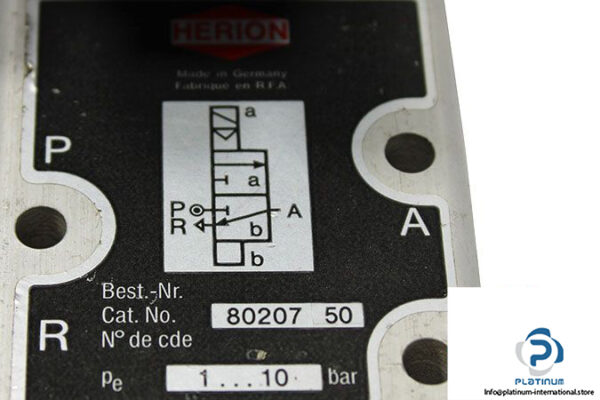 HERION
Made in Germany
Fabriqué en R.F.A.
a
a
P
P
A
R
b
A
b
Best.-Nr.
Cat. No. 80207 50
N° de cde
R
pe 1...10 bar
PLATINUM
INTERNATIONAL
Info@platinum-international.store